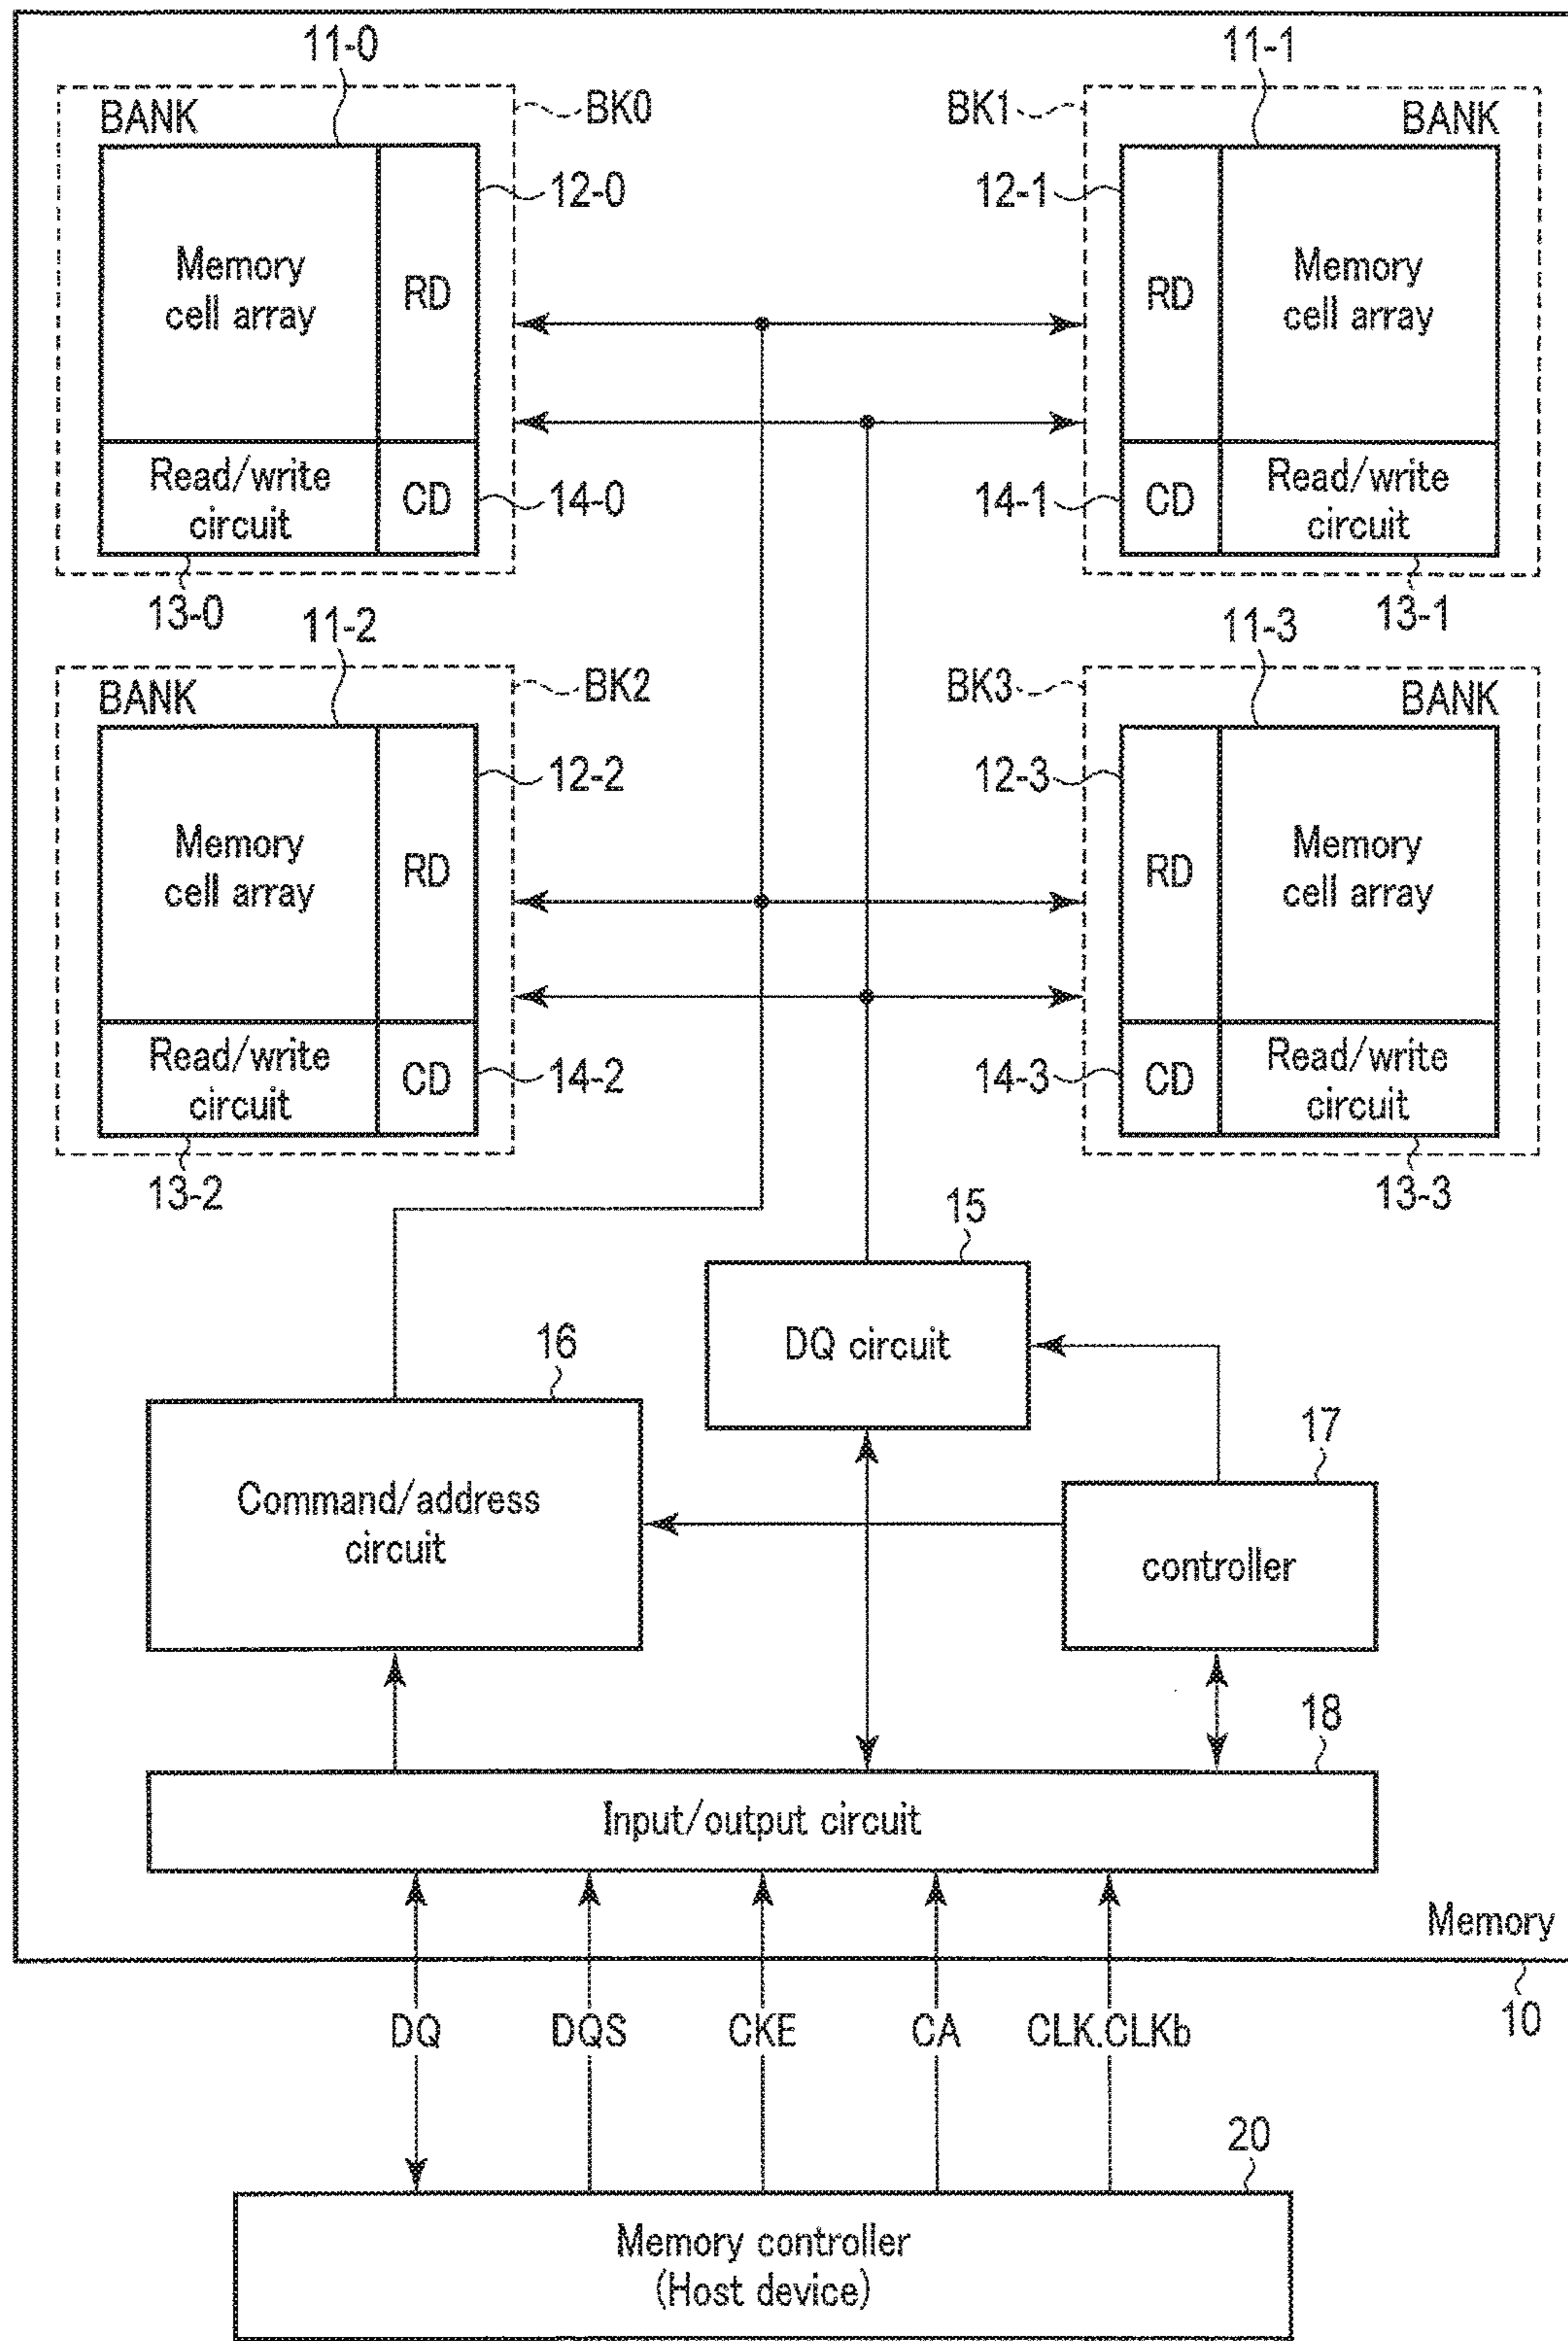 11-0
11-1
BANK
BK0
BK1
BANK
12-0
12-1
Memory
cell array
RD
RD
Memory
cell array
Read/write
circuit
CD
14-0
14-1
CD
Read/write
circuit
13-0
13-1
11-2
11-3
BANK
BK2
BK3
BANK
12-2
12-3
Memory
cell array
RD
RD
Memory
cell array
Read/write
circuit
CD
14-2
14-3
CD
Read/write
circuit
13-2
13-3
15
DQ circuit
16
Command/address
circuit
17
controller
18
Input/output circuit
Memory
10
DQ
DQS
CKE
CA
CLK.CLKb
20
Memory controller
(Host device)